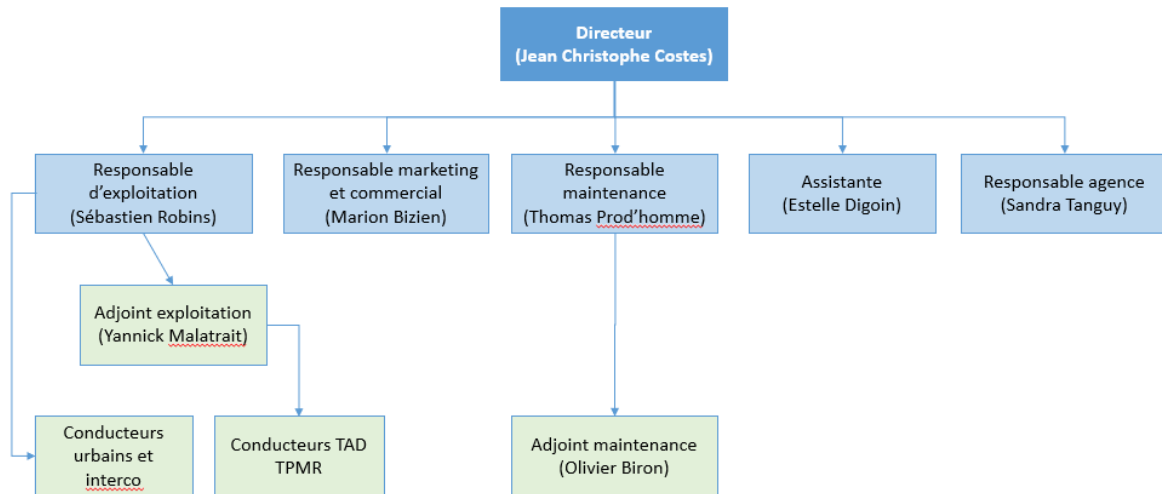 Directeur
(Jean Christophe Costes)
Responsable
d’exploitation
(Sébastien Robins)
Responsable marketing
et commercial
(Marion Bizien)
Responsable
maintenance
(Thomas Prod’homme)
Assistante
(Estelle Digoin)
Responsable agence
(Sandra Tanguy)
Adjoint exploitation
(Yannick Malatrait)
Conducteurs
urbains et
interco
Conducteurs TAD
TPMR
Adjoint maintenance
(Olivier Biron)